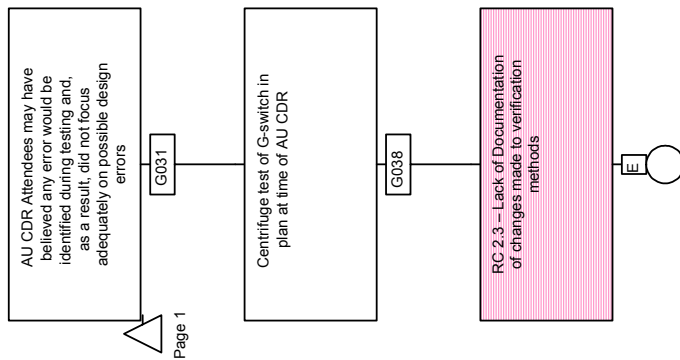 AU CDR Attendees may have
believed any error would be
identified during testing and,
as a result, did not focus
adequately on possible design
errors
G031
Page 1
Centrifuge test of G-switch in
plan at time of AU CDR
G038
RC 2.3 – Lack of Documentation
of changes made to verification
methods
E